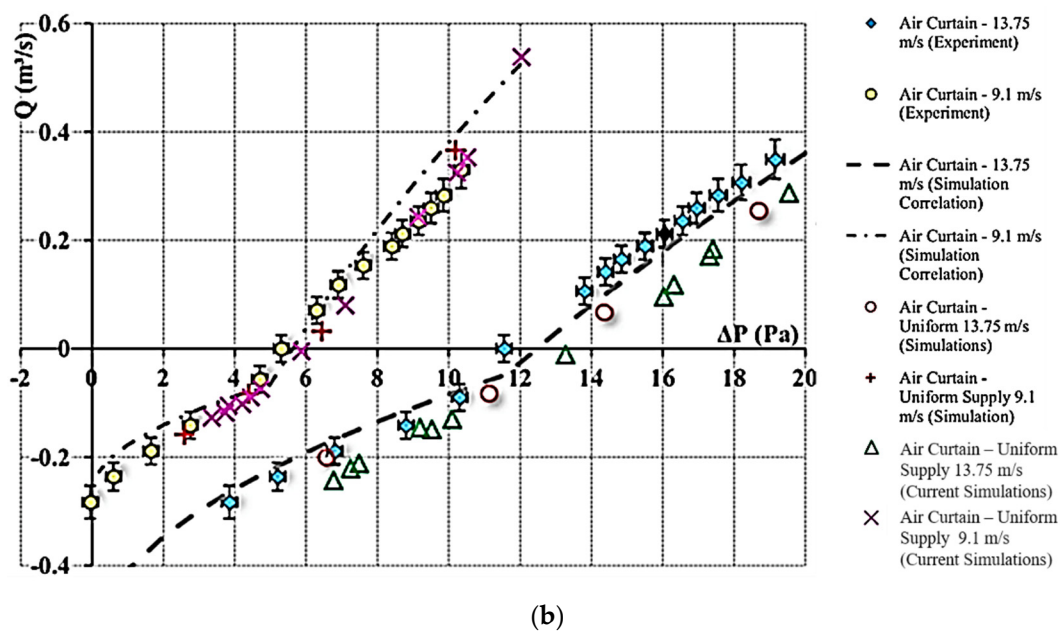 0.6
0.4
0.2
0
-0.2
-0.4
Q (m³/s)
ΔP (Pa)
-2 0 2 4 6 8 10 12 14 16 18 20
Air Curtain - 13.75
m/s (Experiment)
Air Curtain - 9.1 m/s
(Experiment)
Air Curtain - 13.75
m/s (Simulation
Correlation)
Air Curtain - 9.1 m/s
(Simulation
Correlation)
Air Curtain -
Uniform 13.75 m/s
(Simulations)
Air Curtain -
Uniform Supply 9.1
m/s (Simulation)
Air Curtain – Uniform
Supply 13.75 m/s
(Current Simulations)
Air Curtain – Uniform
Supply 9.1 m/s
(Current Simulations)
(b)